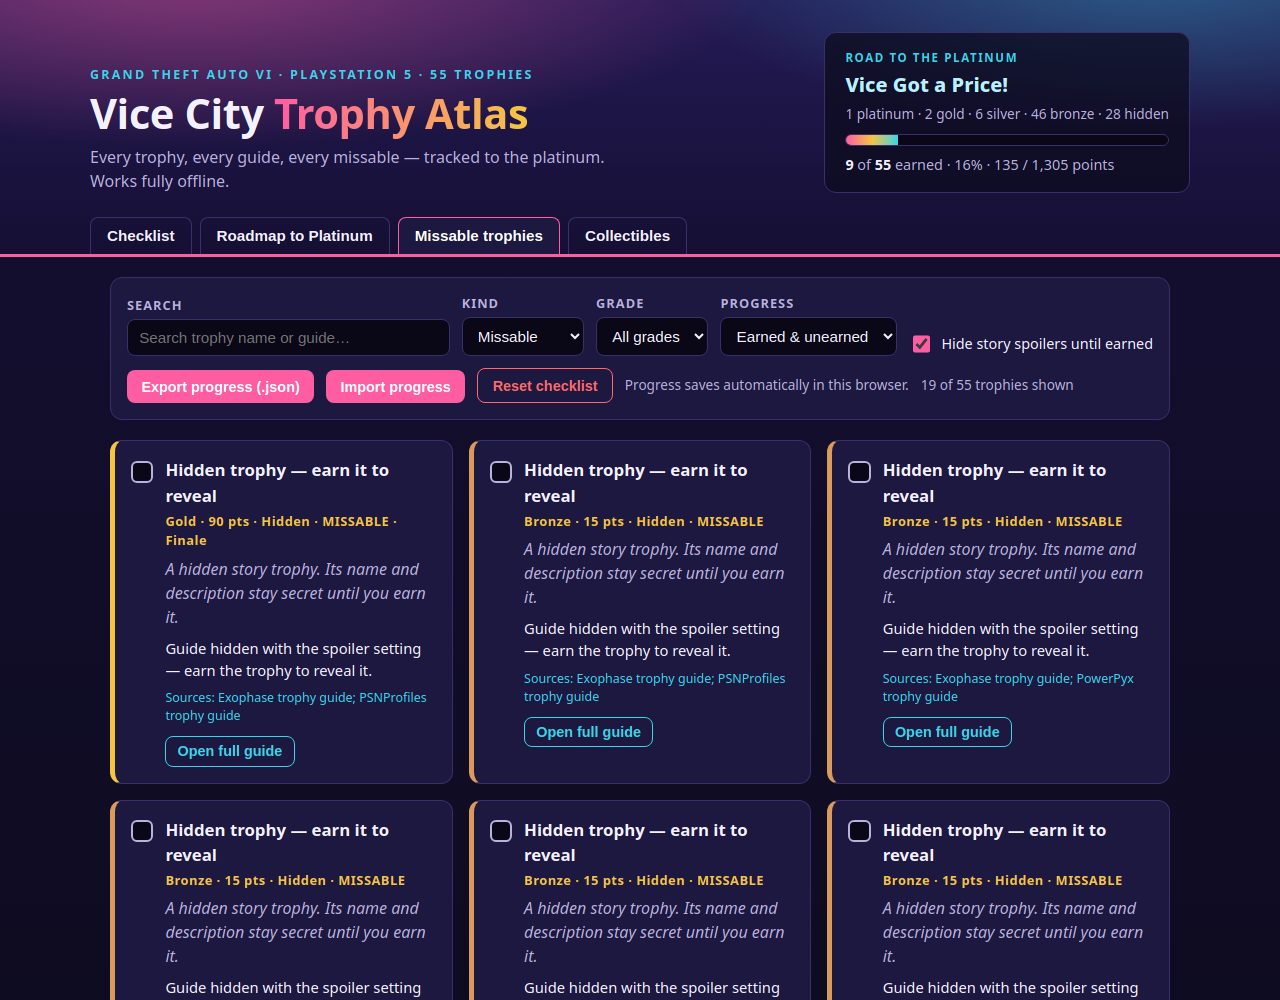 GRAND THEFT AUTO VI · PLAYSTATION 5 · 55 TROPHIES
Vice City Trophy Atlas
Every trophy, every guide, every missable — tracked to the platinum.
Works fully offline.
ROAD TO THE PLATINUM
Vice Got a Price!
1 platinum · 2 gold · 6 silver · 46 bronze · 28 hidden
9 of 55 earned · 16% · 135 / 1,305 points
Checklist
Roadmap to Platinum
Missable trophies
Collectibles
SEARCH
Search trophy name or guide…
KIND
Missable
GRADE
All grades
PROGRESS
Earned & unearned
Hide story spoilers until earned
Export progress (.json)
Import progress
Reset checklist
Progress saves automatically in this browser.
19 of 55 trophies shown
Hidden trophy — earn it to
reveal
Gold · 90 pts · Hidden · MISSABLE ·
Finale
A hidden story trophy. Its name and
description stay secret until you earn
it.
Guide hidden with the spoiler setting
— earn the trophy to reveal it.
Sources: Exophase trophy guide; PSNProfiles
trophy guide
Open full guide
Hidden trophy — earn it to
reveal
Bronze · 15 pts · Hidden · MISSABLE
A hidden story trophy. Its name and
description stay secret until you earn
it.
Guide hidden with the spoiler setting
— earn the trophy to reveal it.
Sources: Exophase trophy guide; PSNProfiles
trophy guide
Open full guide
Hidden trophy — earn it to
reveal
Bronze · 15 pts · Hidden · MISSABLE
A hidden story trophy. Its name and
description stay secret until you earn
it.
Guide hidden with the spoiler setting
— earn the trophy to reveal it.
Sources: Exophase trophy guide; PowerPyx
trophy guide
Open full guide
Hidden trophy — earn it to
reveal
Bronze · 15 pts · Hidden · MISSABLE
A hidden story trophy. Its name and
description stay secret until you earn
it.
Guide hidden with the spoiler setting
Hidden trophy — earn it to
reveal
Bronze · 15 pts · Hidden · MISSABLE
A hidden story trophy. Its name and
description stay secret until you earn
it.
Guide hidden with the spoiler setting
Hidden trophy — earn it to
reveal
Bronze · 15 pts · Hidden · MISSABLE
A hidden story trophy. Its name and
description stay secret until you earn
it.
Guide hidden with the spoiler setting